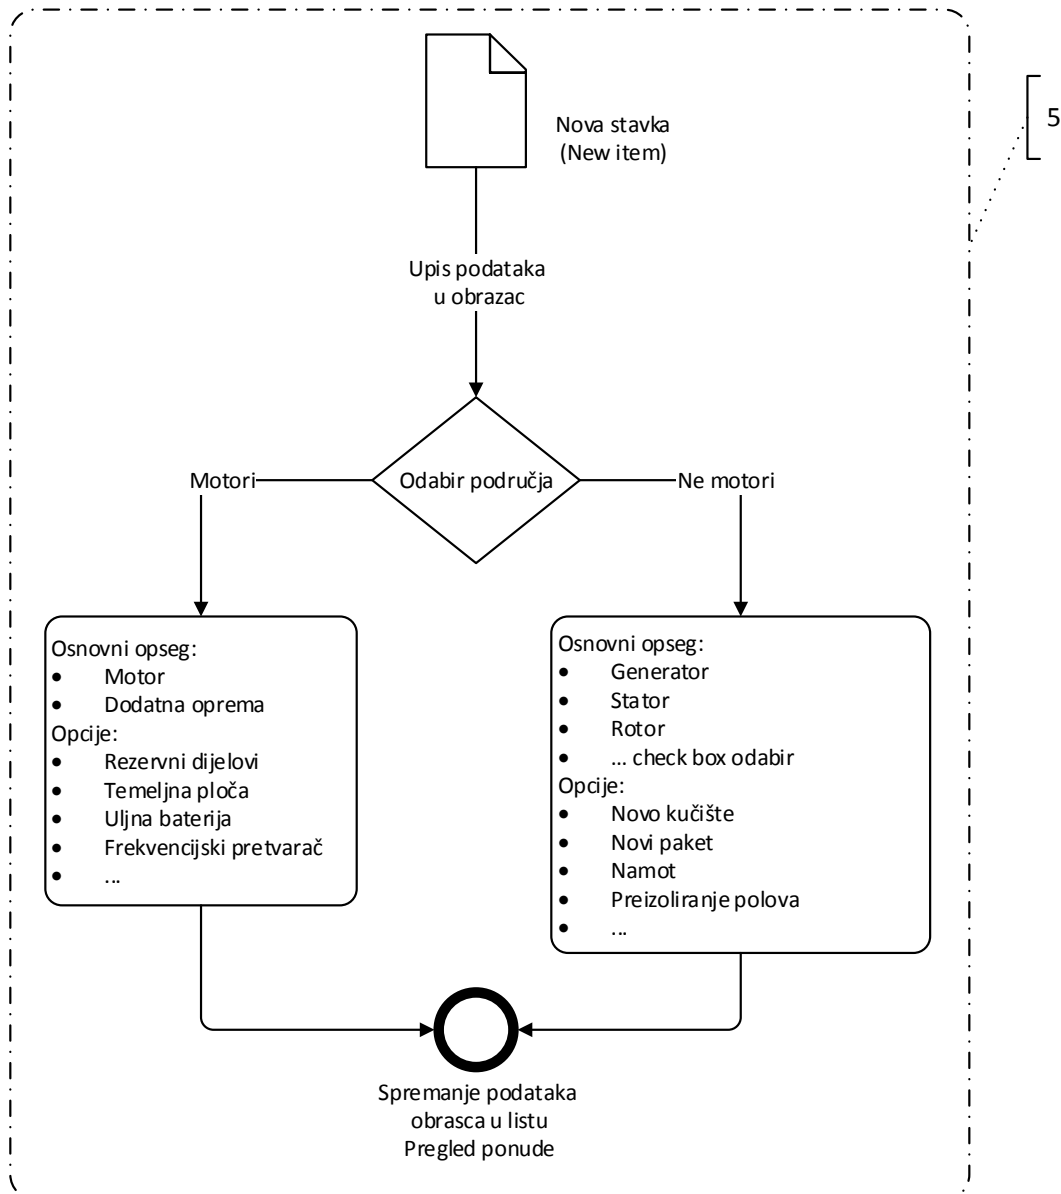 Nova stavka
(New item)
5
Upis podataka
u obrazac
Odabir područja
Motori
Ne motori
Osnovni opseg:
● Motor
● Dodatna oprema
Opcije:
● Rezervni dijelovi
● Temeljna ploča
● Uljna baterija
● Frekvencijski pretvarač
● ...
Osnovni opseg:
● Generator
● Stator
● Rotor
● ... check box odabir
Opcije:
● Novo kučište
● Novi paket
● Namot
● Preizoliranje polova
● ...
Spremanje podataka
obrasca u listu
Pregled ponude